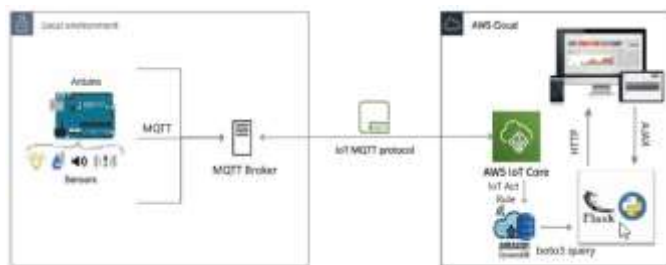 Local environment
AWS Cloud
Arduino
MQTT
Sensors
MQTT Broker
IoT MQTT protocol
AWS IoT Core
IoT Act
Rule
HTTP
AJAX
Flask
boto3 query